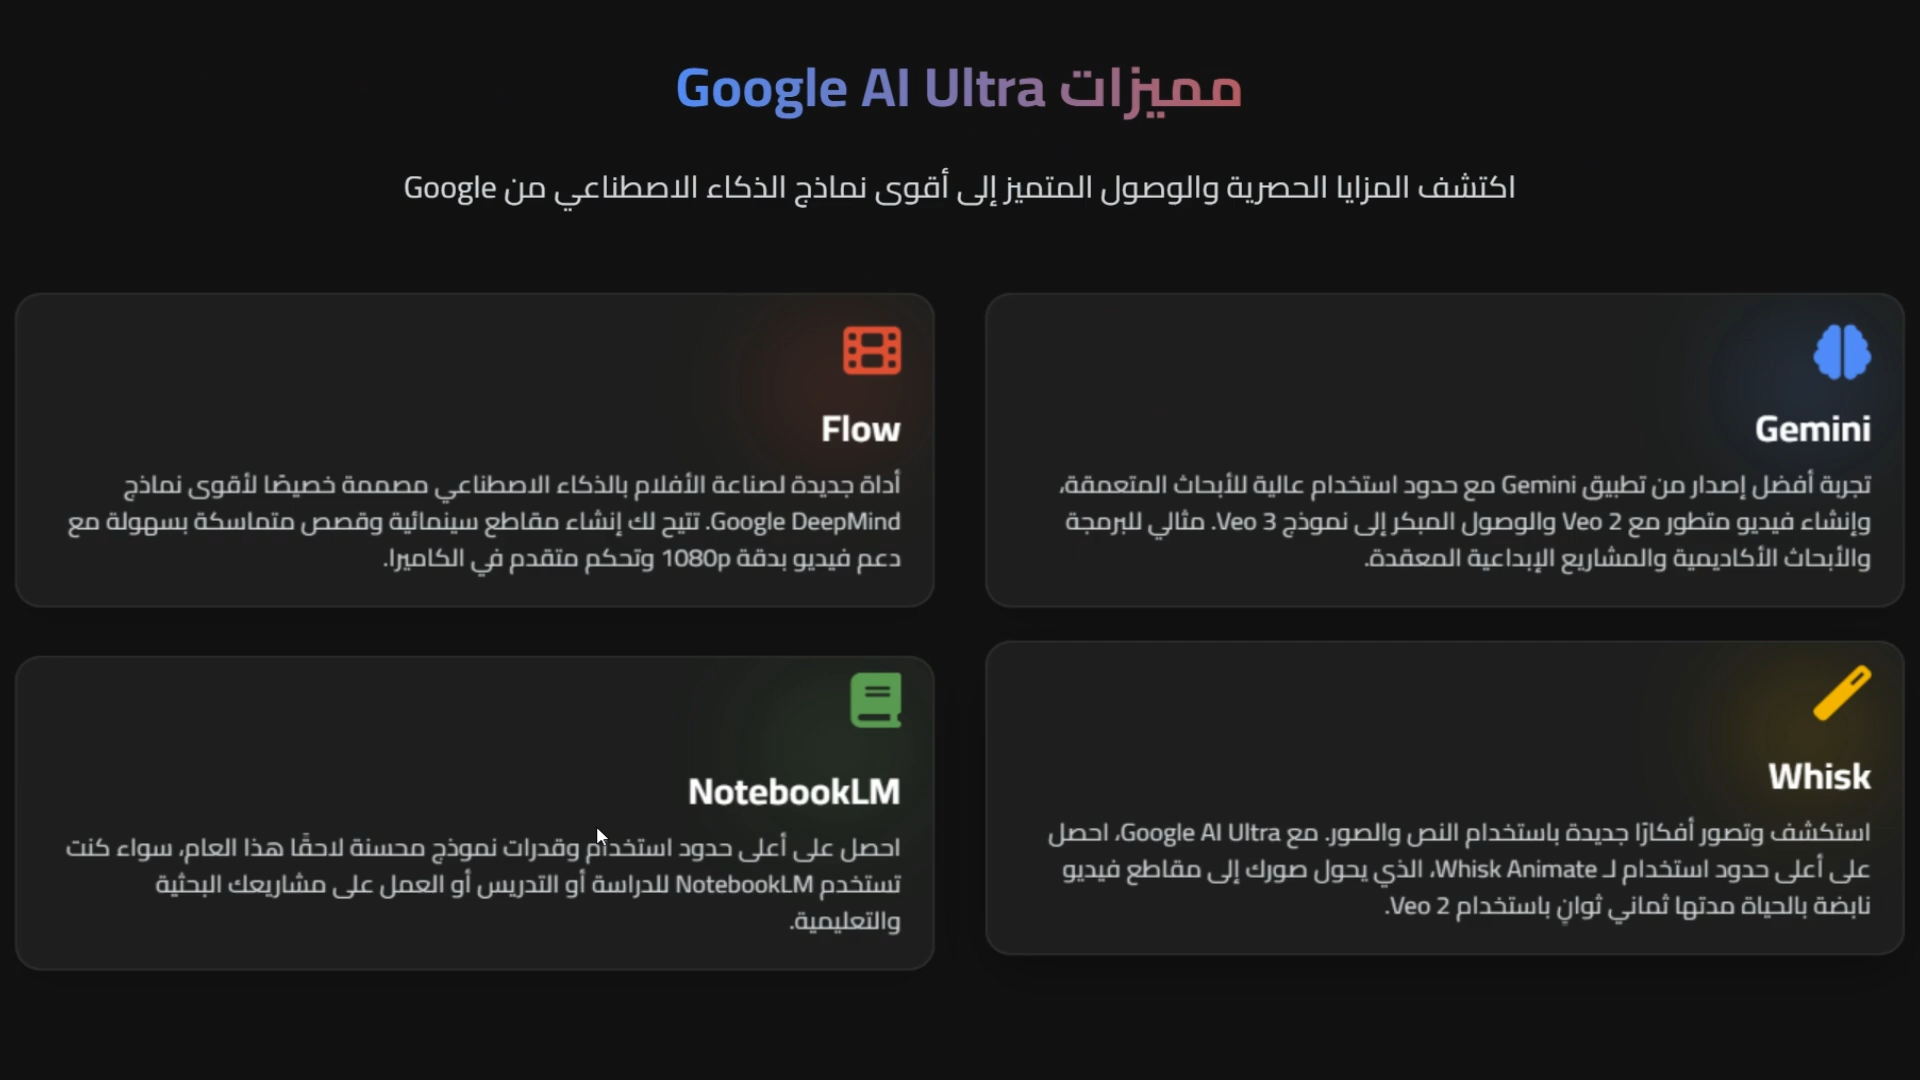 مميزات Google AI Ultra
اكتشف المزايا الحصرية والوصول المتميز إلى أقوى نماذج الذكاء الاصطناعي من Google
Gemini
تجربة أفضل إصدار من تطبيق Gemini مع حدود استخدام عالية للأبحاث المتعمقة،
وإنشاء فيديو متطور مع Veo 2 والوصول المبكر إلى نموذج Veo 3. مثالي للبرمجة
والأبحاث الأكاديمية والمشاريع الإبداعية المعقدة.
Flow
أداة جديدة لصناعة الأفلام بالذكاء الاصطناعي مصممة خصيصًا لأقوى نماذج
Google DeepMind. تتيح لك إنشاء مقاطع سينمائية وقصص متماسكة بسهولة مع
دعم فيديو بدقة 1080p وتحكم متقدم في الكاميرا.
Whisk
استكشف وتصور أفكارًا جديدة باستخدام النص والصور. مع Google AI Ultra، احصل
على أعلى حدود استخدام لـ Whisk Animate، الذي يحول صورك إلى مقاطع فيديو
نابضة بالحياة مدتها ثماني ثوانٍ باستخدام Veo 2.
NotebookLM
احصل على أعلى حدود استخدام وقدرات نموذج محسنة لاحقًا هذا العام، سواء كنت
تستخدم NotebookLM للدراسة أو التدريس أو العمل على مشاريعك البحثية
والتعليمية.